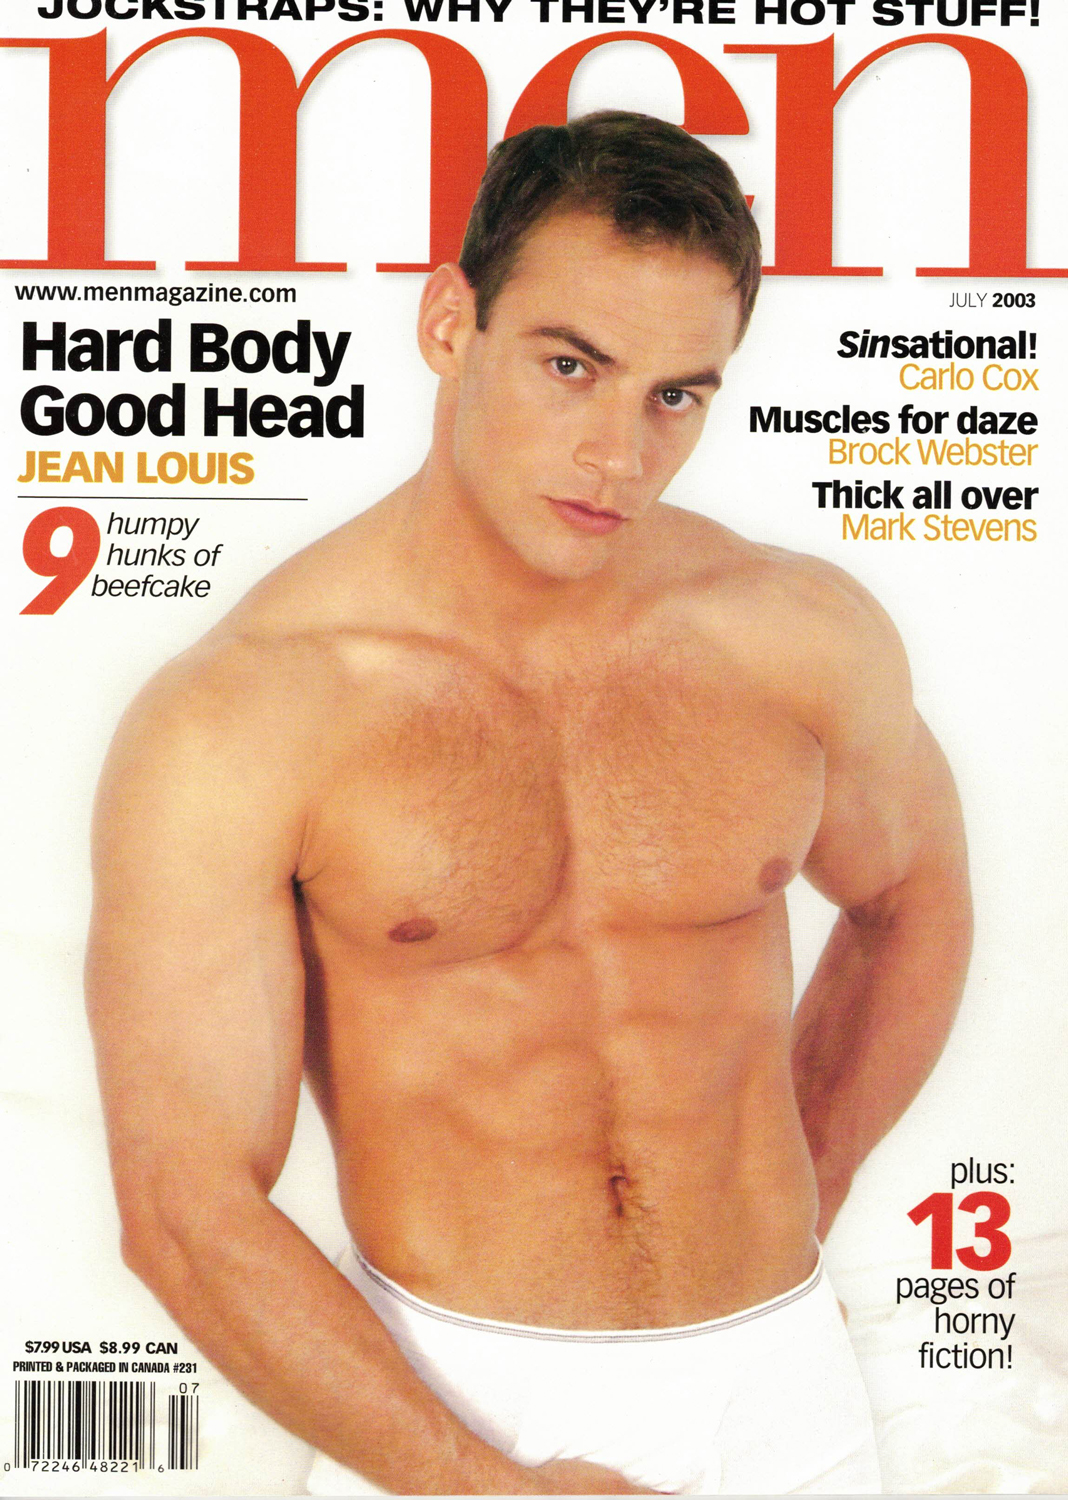 JOCKSTRAPS: WHY THEY'RE HOT STUFF!
men
www.menmagazine.com
JULY 2003
Hard Body
Good Head
JEAN LOUIS
9 humpy
hunks of
beefcake
Sinsational!
Carlo Cox
Muscles for daze
Brock Webster
Thick all over
Mark Stevens
plus:
13
pages of
horny
fiction!
$7.99 USA $8.99 CAN
PRINTED & PACKAGED IN CANADA #231
07
0 72246 48221 6